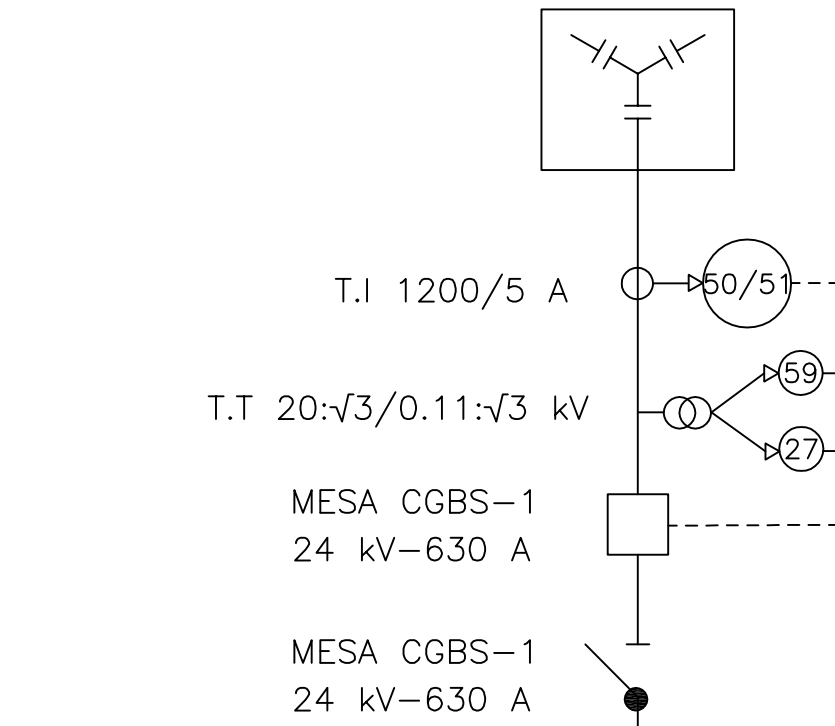 T.I 1200/5 A
50/51
59
T.T 20:√3/0.11:√3 kV
27
MESA CGBS-1
24 kV-630 A
MESA CGBS-1
24 kV-630 A